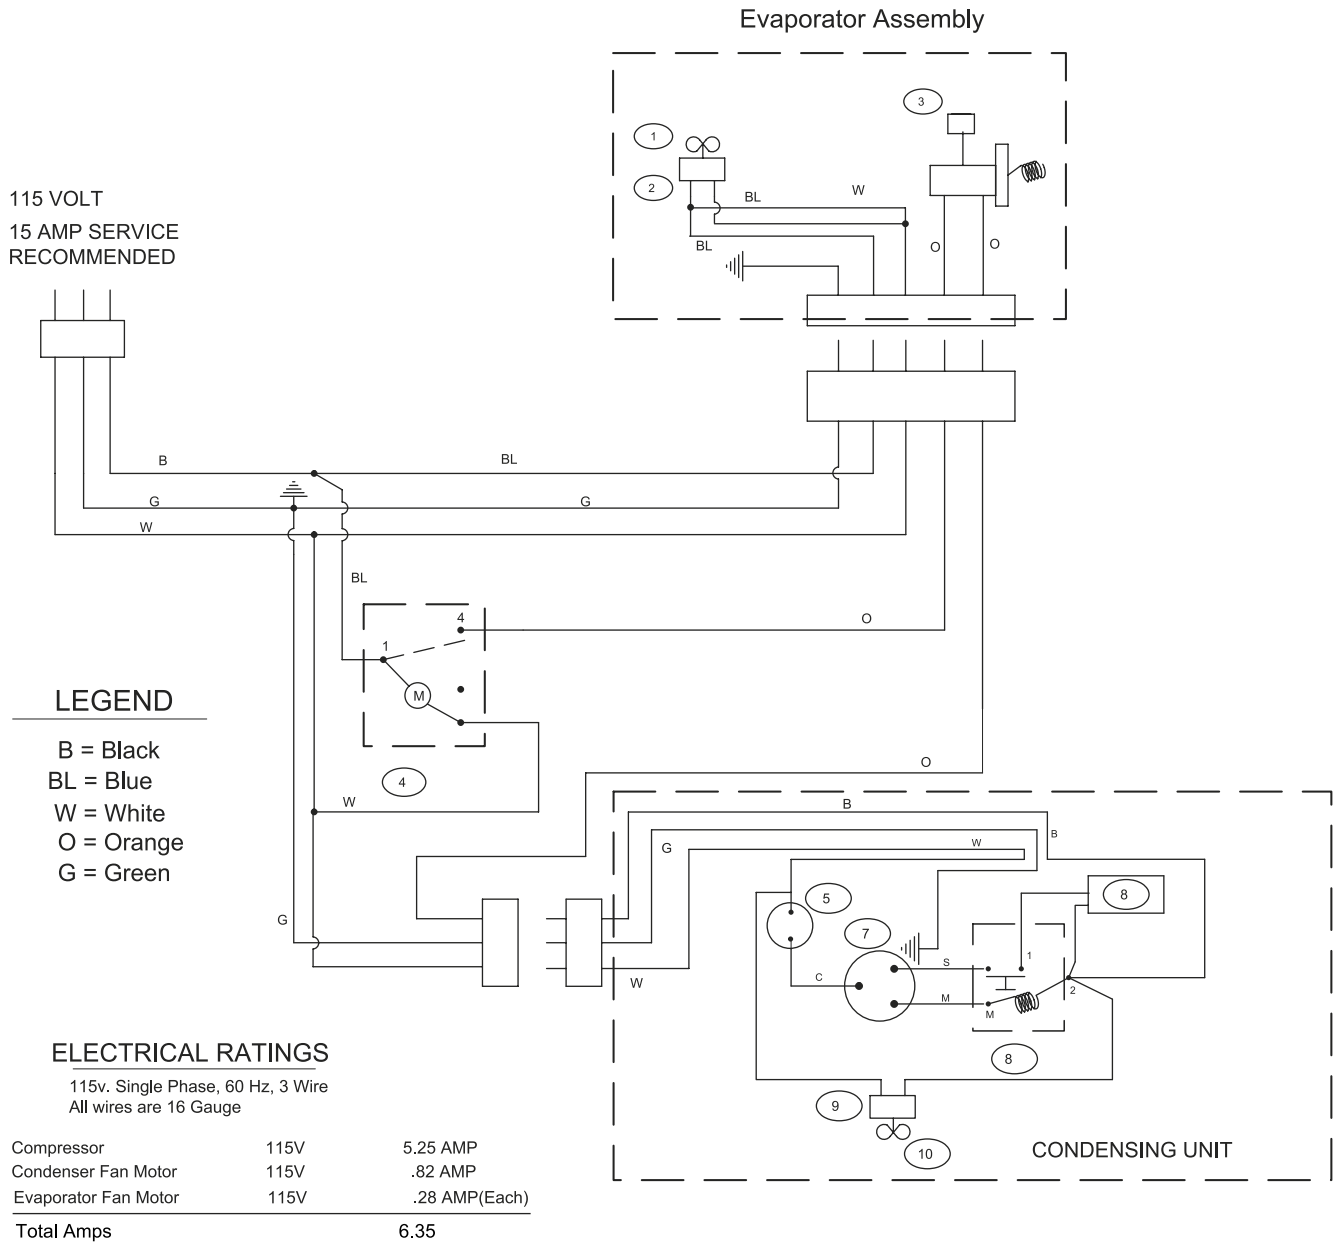 Evaporator Assembly
3
1
2
BL
W
BL
O
O
115 VOLT
15 AMP SERVICE
RECOMMENDED
B
BL
G
G
W
BL
4
1
M
O
4
LEGEND
B = Black
BL = Blue
W = White
O = Orange
G = Green
W
O
B
G
W
B
G
5
8
7
S
1
C
M
M
2
W
8
9
10
CONDENSING UNIT
ELECTRICAL RATINGS
115v. Single Phase, 60 Hz, 3 Wire
All wires are 16 Gauge
Compressor 115V 5.25 AMP
Condenser Fan Motor 115V .82 AMP
Evaporator Fan Motor 115V .28 AMP(Each)
Total Amps 6.35